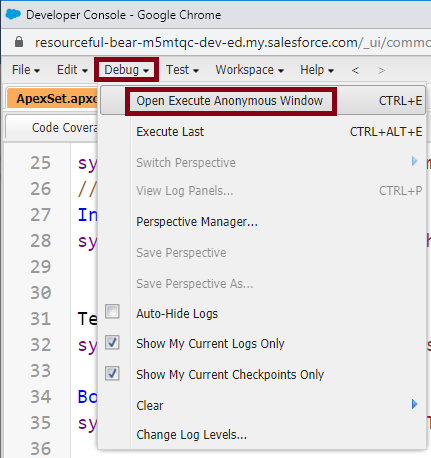 Developer Console - Google Chrome
resourceful-bear-m5mtqc-dev-ed.my.salesforce.com/_ui/commo
File Edit Debug Test Workspace Help < >
ApexSet.apxc
Code Covera
Open Execute Anonymous Window CTRL+E
Execute Last CTRL+ALT+E
Switch Perspective
View Log Panels... CTRL+P
Perspective Manager...
Save Perspective
Save Perspective As...
Auto-Hide Logs
Show My Current Logs Only
Show My Current Checkpoints Only
Clear
Change Log Levels...
25 sy
26 //
27 In
28 sy
29
30
31 Te
32 sy
33
34 Bo
35 sy
36